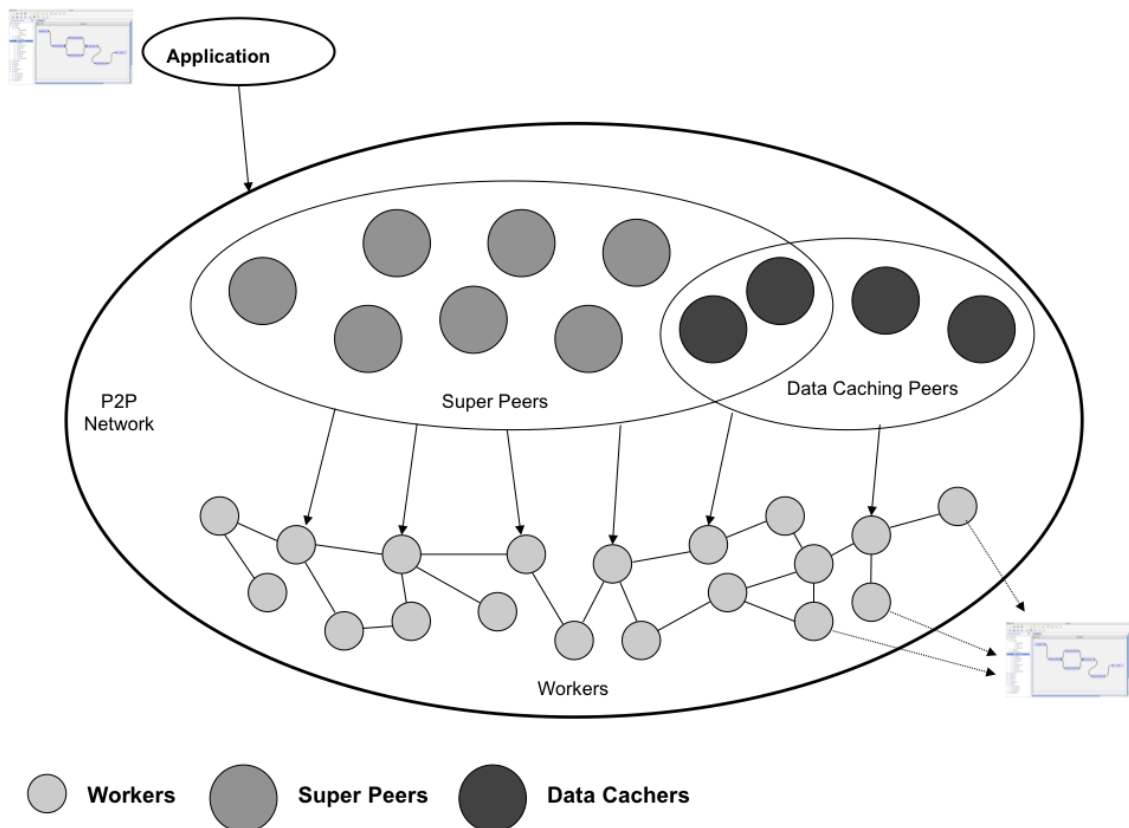 Application
Super Peers
Data Caching Peers
P2P
Network
Workers
Workers
Super Peers
Data Cachers